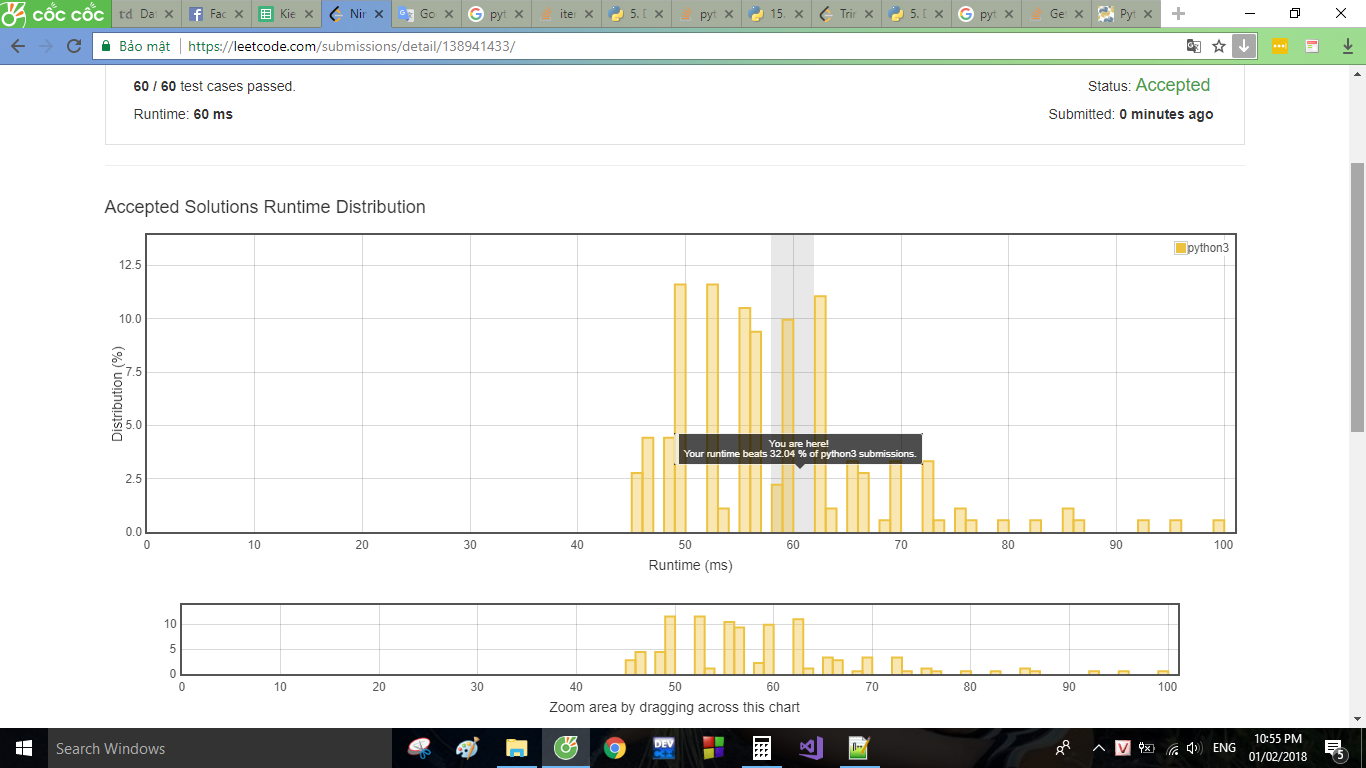 cốc cốc
Dat
Fac
Kie
Nir
Go
pyt
iter
5. D
pyt
15.
Trir
5. D
pyt
Get
Pyt
Bảo mật
https://leetcode.com/submissions/detail/138941433/
60 / 60 test cases passed.
Status: Accepted
Runtime: 60 ms
Submitted: 0 minutes ago
Accepted Solutions Runtime Distribution
python3
12.5
10.0
7.5
5.0
2.5
0.0
Distribution (%)
You are here!
Your runtime beats 32.04 % of python3 submissions.
0 10 20 30 40 50 60 70 80 90 100
Runtime (ms)
10
5
0
0 10 20 30 40 50 60 70 80 90 100
Zoom area by dragging across this chart
Search Windows
DEV
V
ENG
10:55 PM
01/02/2018
5